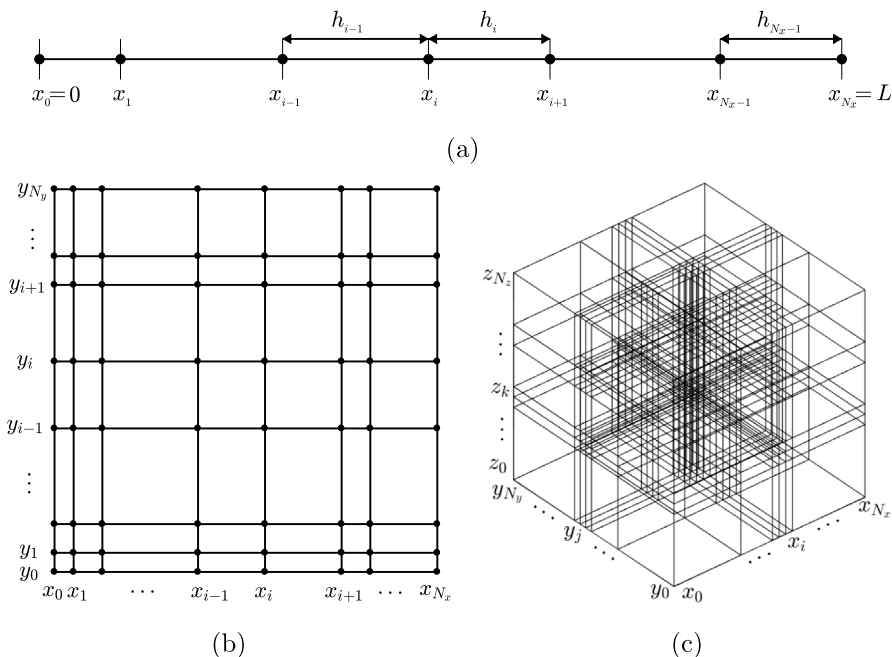 h_{i−1} h_i h_{N_x−1}
x_0=0 x_1 x_{i−1} x_i x_{i+1} x_{N_x−1} x_{N_x}=L
(a)
y_{N_y}
⋮
y_{i+1}
y_i
y_{i−1}
⋮
y_1
y_0
x_0 x_1 ⋯ x_{i−1} x_i x_{i+1} ⋯ x_{N_x}
(b)
z_{N_z}
⋮
z_k
⋮
z_0
y_{N_y} ⋯ y_j ⋯ y_0
x_0 ⋯ x_i ⋯ x_{N_x}
(c)